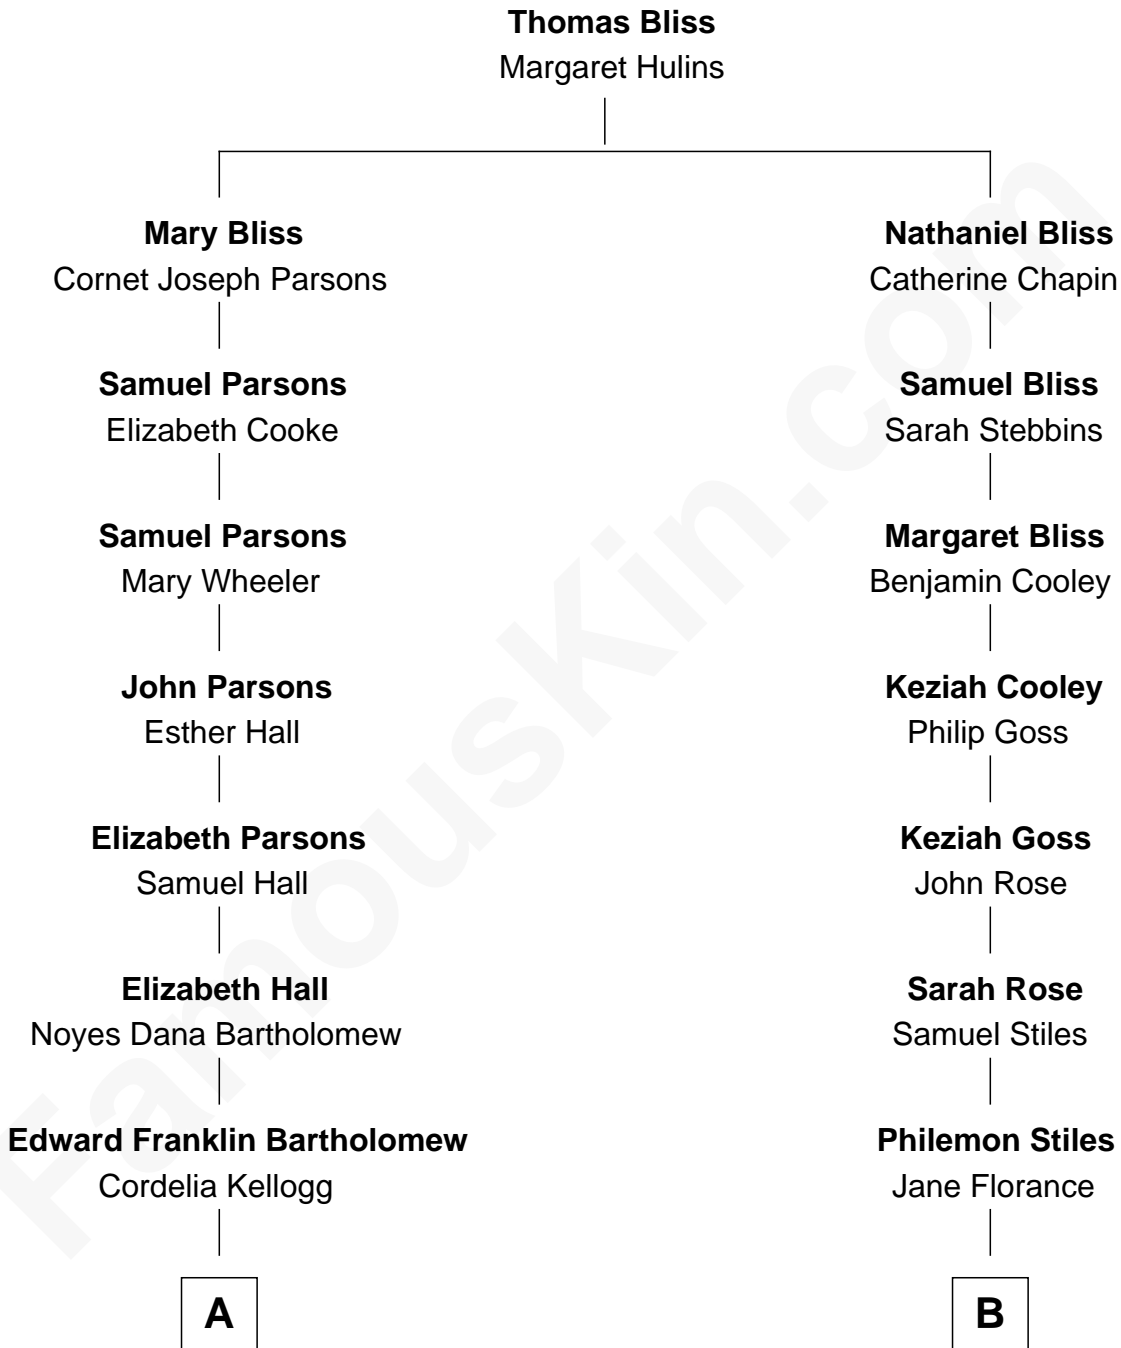 Thomas Bliss
Margaret Hulins
Mary Bliss
Cornet Joseph Parsons
Nathaniel Bliss
Catherine Chapin
Samuel Parsons
Elizabeth Cooke
Samuel Bliss
Sarah Stebbins
Samuel Parsons
Mary Wheeler
Margaret Bliss
Benjamin Cooley
John Parsons
Esther Hall
Keziah Cooley
Philip Goss
Elizabeth Parsons
Samuel Hall
Keziah Goss
John Rose
Elizabeth Hall
Noyes Dana Bartholomew
Sarah Rose
Samuel Stiles
Edward Franklin Bartholomew
Cordelia Kellogg
Philemon Stiles
Jane Florance
A
B
FamousKin.com